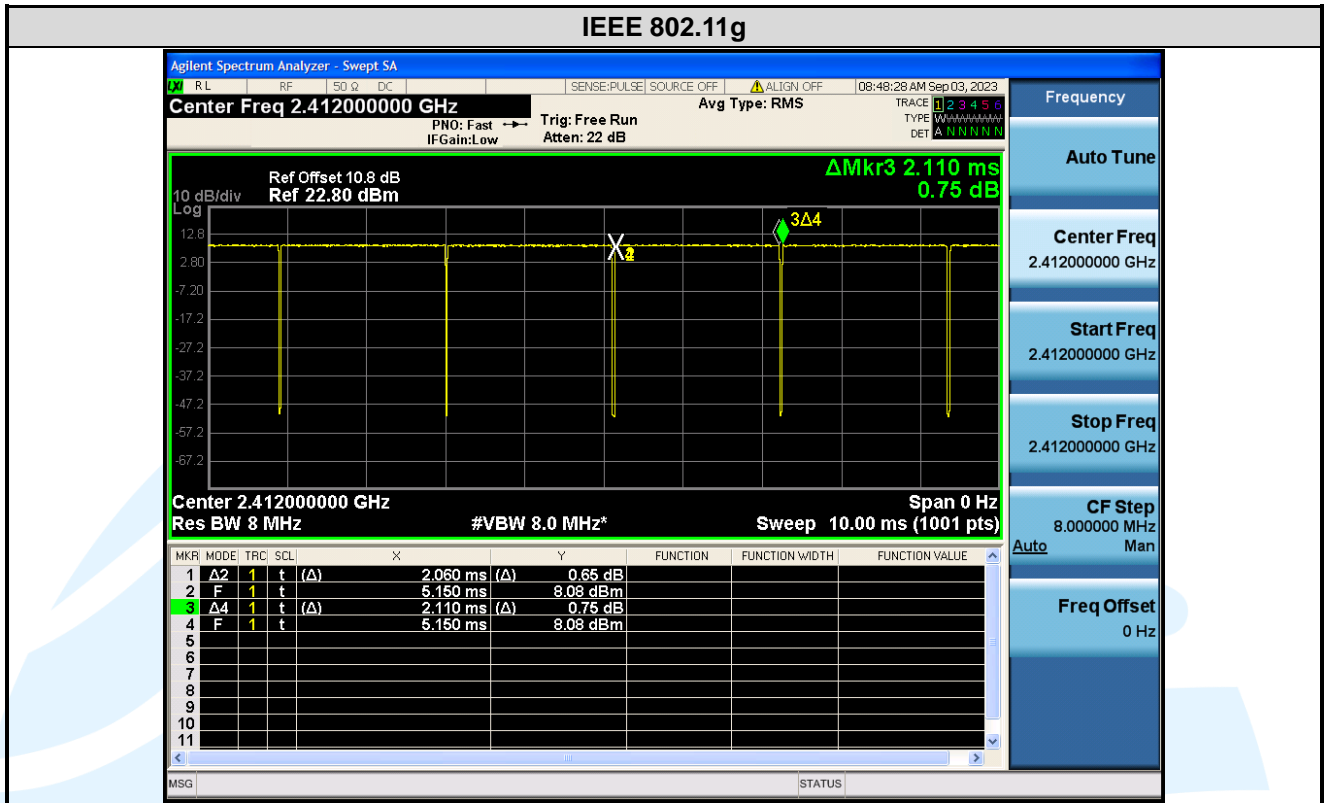 IEEE 802.11g
Agilent Spectrum Analyzer - Swept SA
LXI RL RF 50 Ω DC SENSE:PULSE SOURCE OFF ALIGN OFF 08:48:28 AM Sep 03, 2023
Center Freq 2.412000000 GHz
PNO: Fast
IFGain:Low
Trig: Free Run
Atten: 22 dB
Avg Type: RMS
TRACE 1 2 3 4 5 6
TYPE
DET A N N N N N
ΔMkr3 2.110 ms
0.75 dB
Ref Offset 10.8 dB
10 dB/div Ref 22.80 dBm
Log
12.8
2.80
-7.20
-17.2
-27.2
-37.2
-47.2
-57.2
-67.2
3Δ4
Center 2.412000000 GHz Span 0 Hz
Res BW 8 MHz #VBW 8.0 MHz* Sweep 10.00 ms (1001 pts)
MKR MODE TRC SCL X Y FUNCTION FUNCTION WIDTH FUNCTION VALUE
1 Δ2 1 t (Δ) 2.060 ms (Δ) 0.65 dB
2 F 1 t 5.150 ms 8.08 dBm
3 Δ4 1 t (Δ) 2.110 ms (Δ) 0.75 dB
4 F 1 t 5.150 ms 8.08 dBm
5
6
7
8
9
10
11
MSG STATUS
Frequency
Auto Tune
Center Freq
2.412000000 GHz
Start Freq
2.412000000 GHz
Stop Freq
2.412000000 GHz
CF Step
8.000000 MHz
Auto Man
Freq Offset
0 Hz